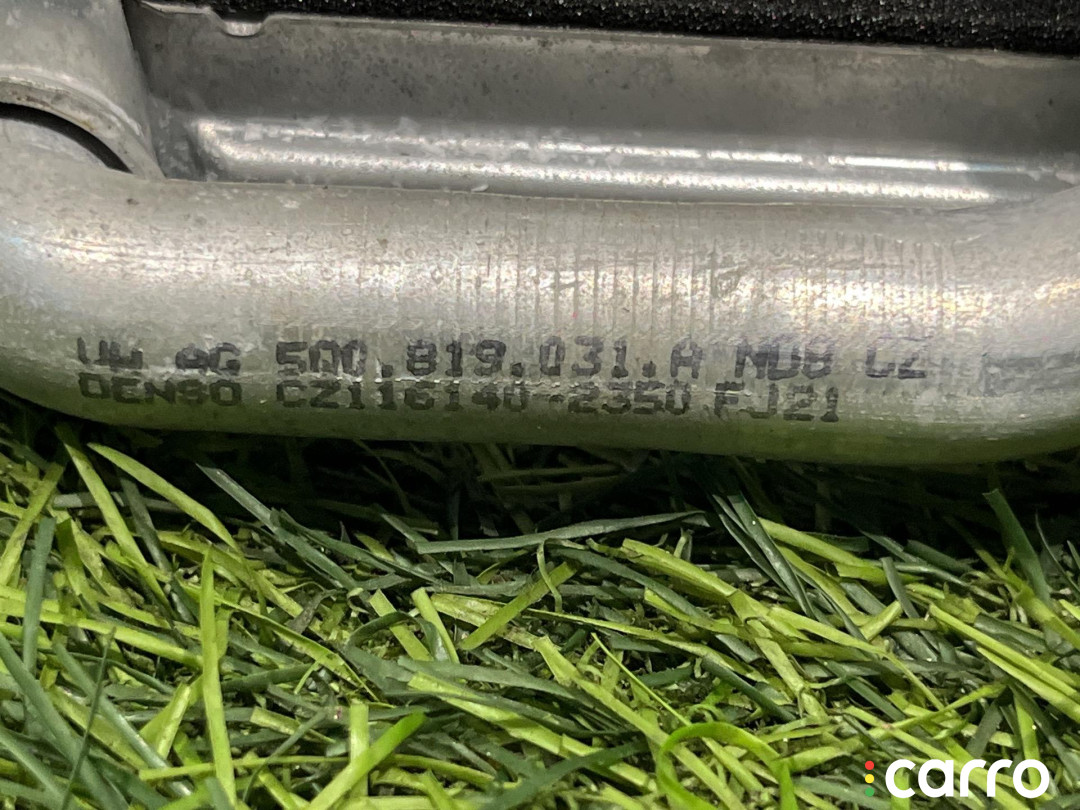 VW AG 5Q0.819.031.A MQB CZ
DENSO CZ116140-2350 FJ21
carro